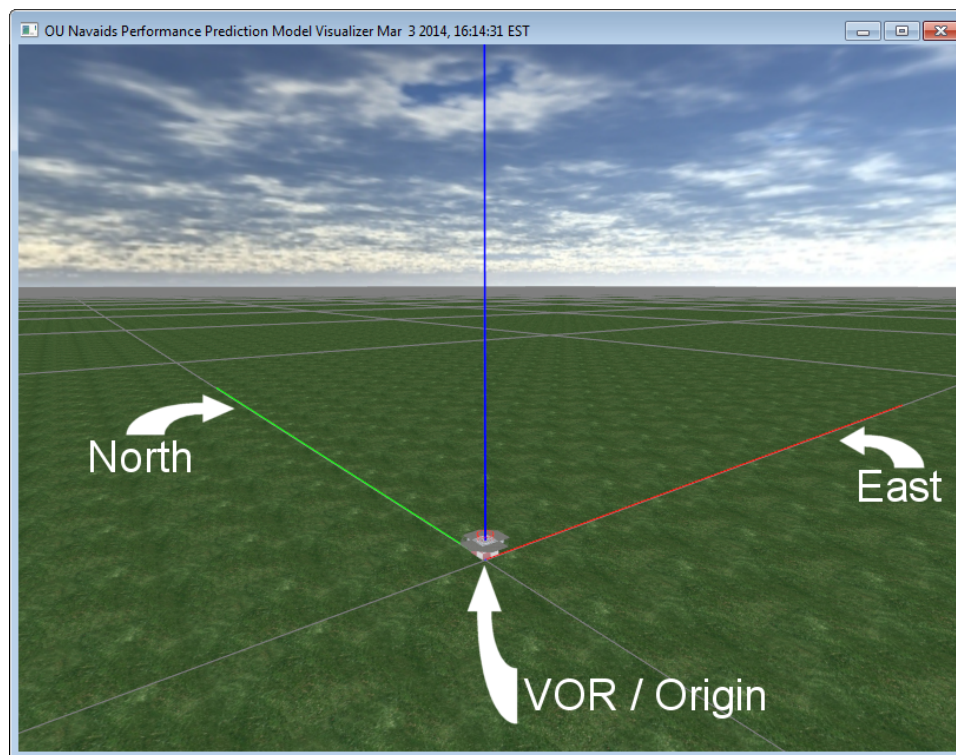 OU Navaids Performance Prediction Model Visualizer Mar  3 2014, 16:14:31 EST
North
East
VOR / Origin